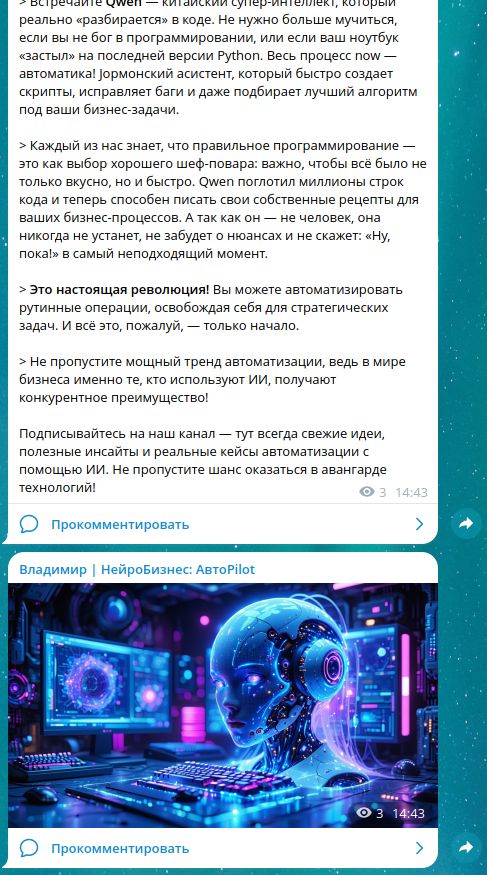 > Встречайте Qwen — китайский супер-интеллект, который
реально «разбирается» в коде. Не нужно больше мучиться,
если вы не бог в программировании, или если ваш ноутбук
«застыл» на последней версии Python. Весь процесс now —
автоматика! Jормонский асистент, который быстро создает
скрипты, исправляет баги и даже подбирает лучший алгоритм
под ваши бизнес-задачи.
> Каждый из нас знает, что правильное программирование —
это как выбор хорошего шеф-повара: важно, чтобы всё было не
только вкусно, но и быстро. Qwen поглотил миллионы строк
кода и теперь способен писать свои собственные рецепты для
ваших бизнес-процессов. А так как он — не человек, она
никогда не устанет, не забудет о нюансах и не скажет: «Ну,
пока!» в самый неподходящий момент.
> Это настоящая революция! Вы можете автоматизировать
рутинные операции, освобождая себя для стратегических
задач. И всё это, пожалуй, — только начало.
> Не пропустите мощный тренд автоматизации, ведь в мире
бизнеса именно те, кто используют ИИ, получают
конкурентное преимущество!
Подписывайтесь на наш канал — тут всегда свежие идеи,
полезные инсайты и реальные кейсы автоматизации с
помощью ИИ. Не пропустите шанс оказаться в авангарде
технологий!
3 14:43
Прокомментировать
Владимир | НейроБизнес: АвтоPilot
3 14:43
Прокомментировать